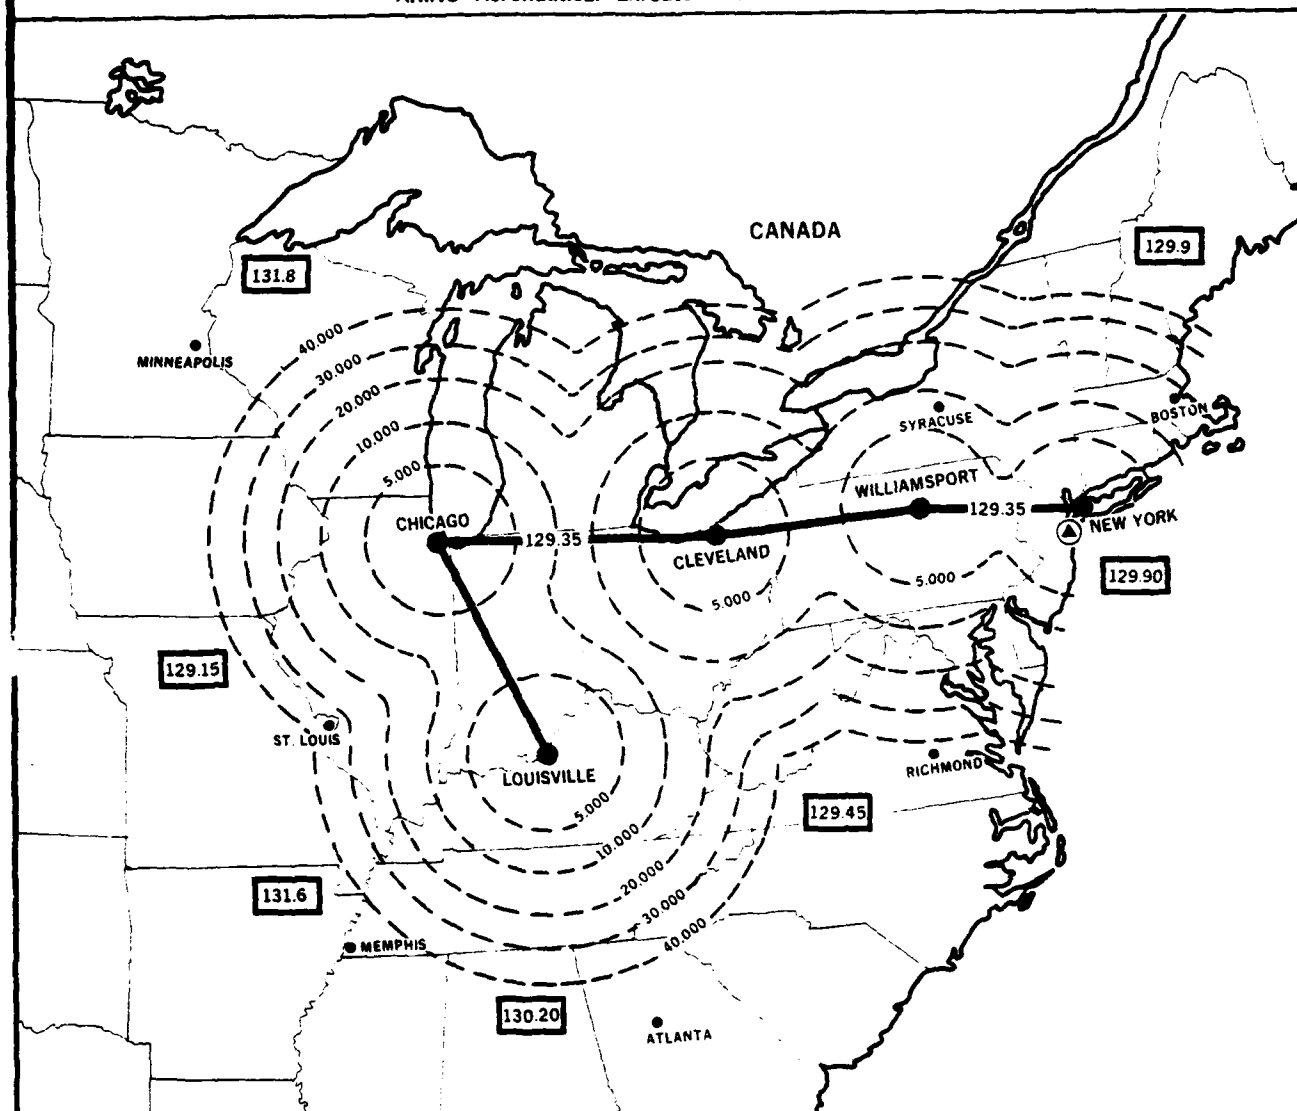 CANADA
129.9
131.8
40.000
MINNEAPOLIS
30.000
20.000
10.000
5.000
SYRACUSE
BOSTON
WILLIAMSPORT
CHICAGO
129.35
129.35
NEW YORK
CLEVELAND
5.000
5.000
129.90
129.15
ST. LOUIS
LOUISVILLE
RICHMOND
5.000
129.45
10.000
20.000
131.6
30.000
40.000
MEMPHIS
130.20
ATLANTA